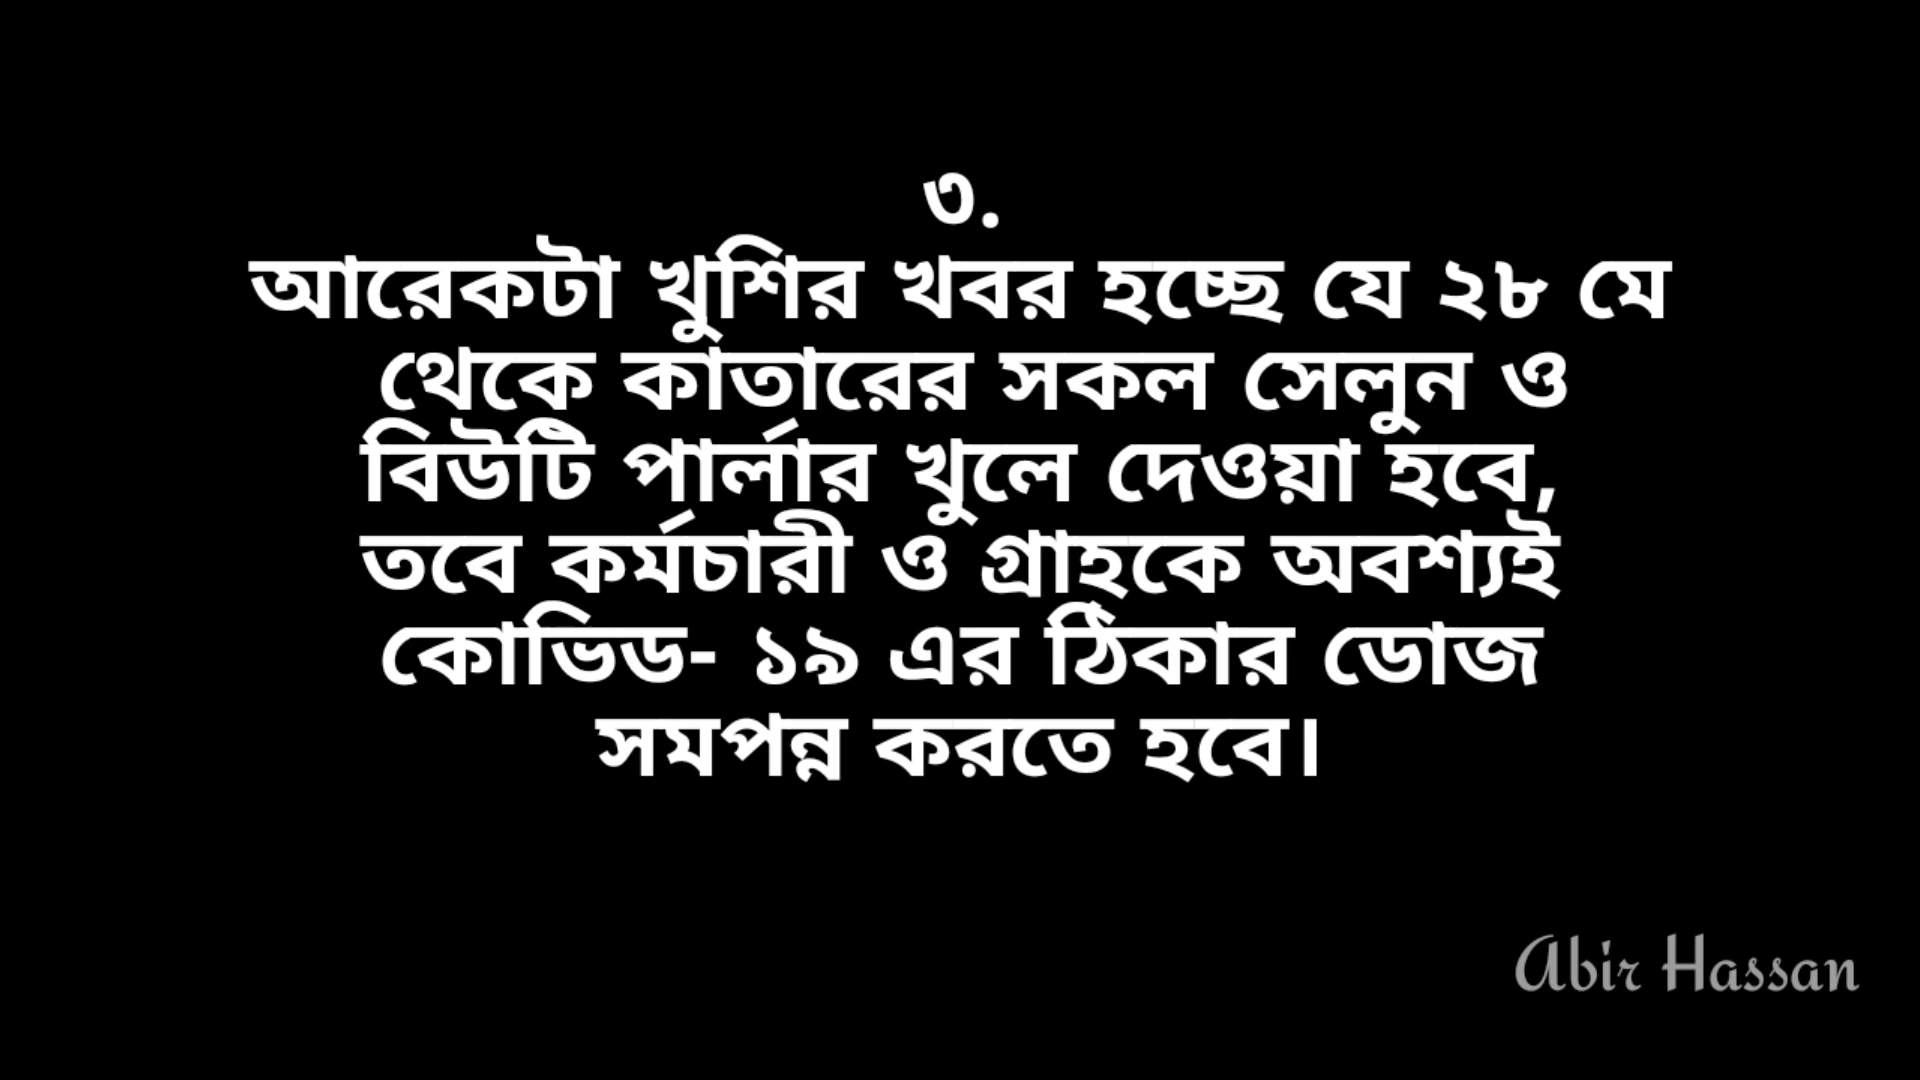 ৩.
আরেকটা খুশির খবর হচ্ছে যে ২৮ মে
থেকে কাতারের সকল সেলুন ও
বিউটি পার্লার খুলে দেওয়া হবে,
তবে কর্মচারী ও গ্রাহকে অবশ্যই
কোভিড- ১৯ এর ঠিকার ডোজ
সমপন্ন করতে হবে।
Abir Hassan